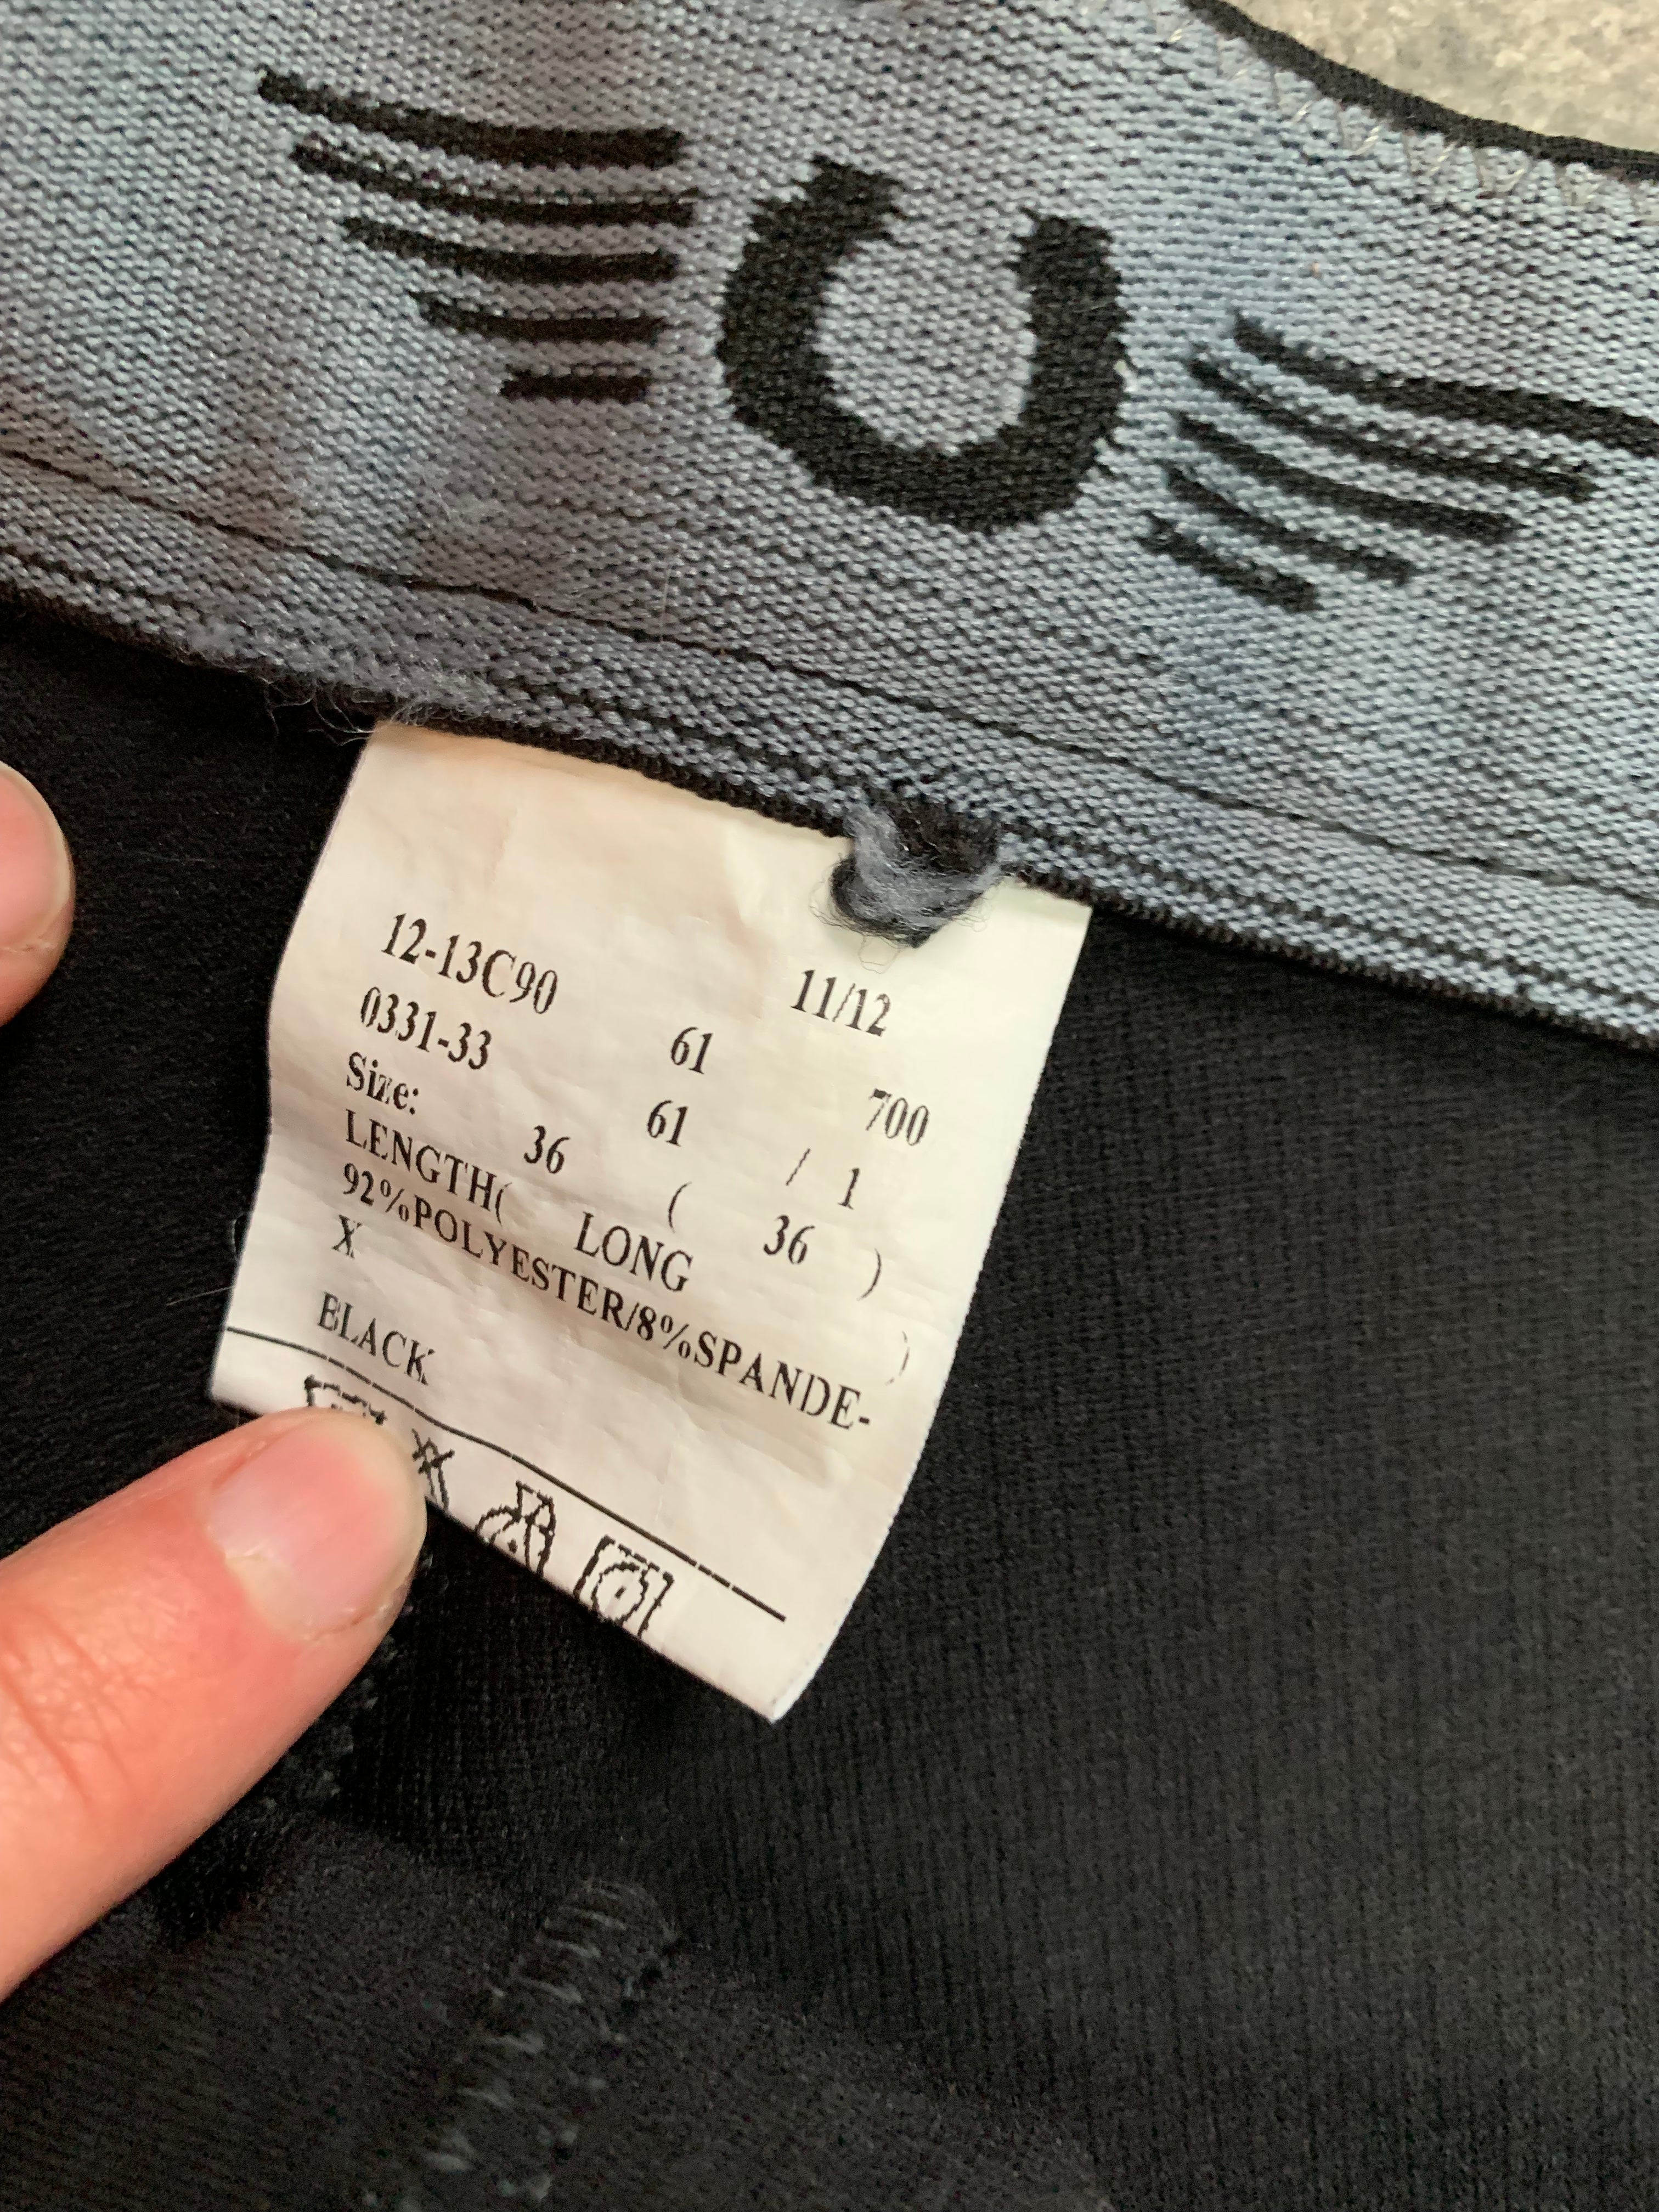 12-13C90 11/12
0331-33 61 700
Size: 61 / 1
36 ( 36 )
LENGTH( LONG )
92%POLYESTER/8%SPANDE-
X
BLACK